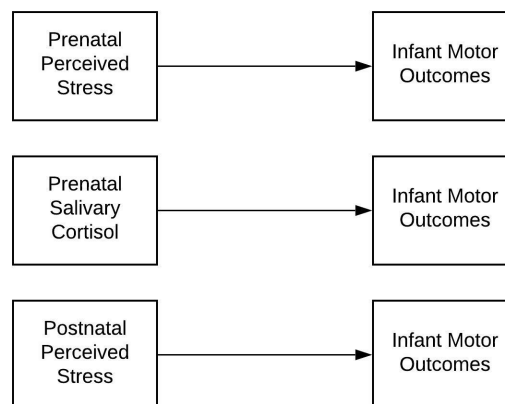 Prenatal
Perceived
Stress
Infant Motor
Outcomes
Prenatal
Salivary
Cortisol
Infant Motor
Outcomes
Postnatal
Perceived
Stress
Infant Motor
Outcomes